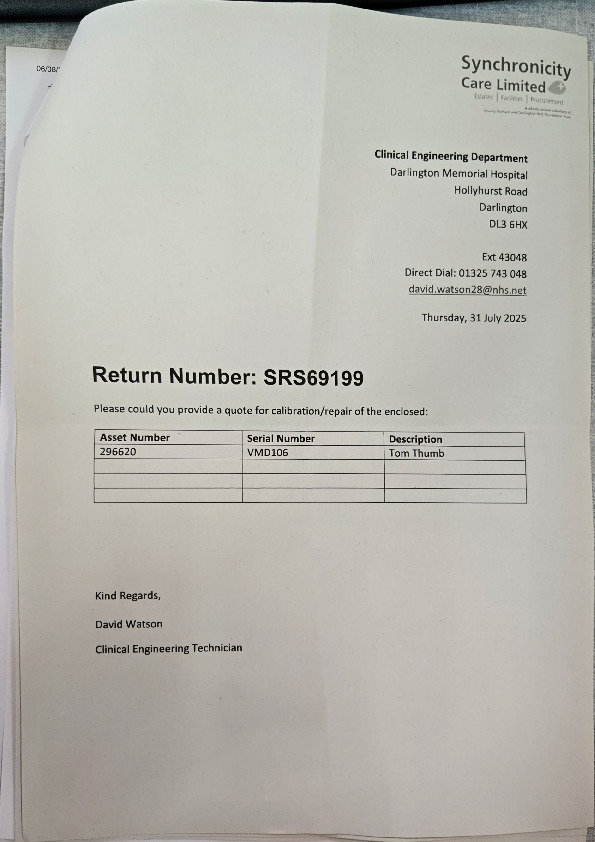 06/08/
Synchronicity
Care Limited
Estates | Facilities | Procurement
Clinical Engineering Department
Darlington Memorial Hospital
Hollyhurst Road
Darlington
DL3 6HX
Ext 43048
Direct Dial: 01325 743 048
david.watson28@nhs.net
Thursday, 31 July 2025
Return Number: SRS69199
Please could you provide a quote for calibration/repair of the enclosed:
Asset Number Serial Number Description
296620 VMD106 Tom Thumb
Kind Regards,
David Watson
Clinical Engineering Technician